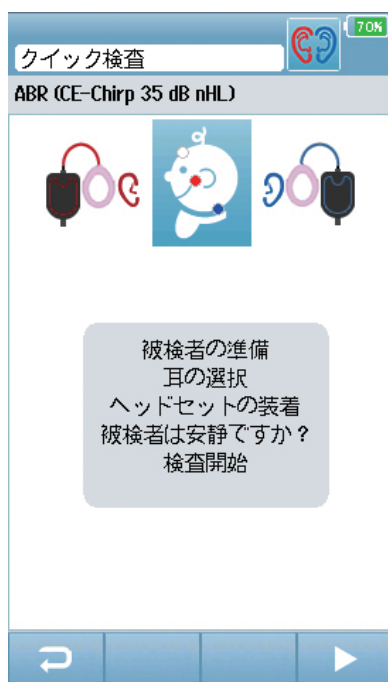 70%
クイック検査
ABR (CE-Chirp 35 dB nHL)
被検者の準備
耳の選択
ヘッドセットの装着
被検者は安静ですか？
検査開始